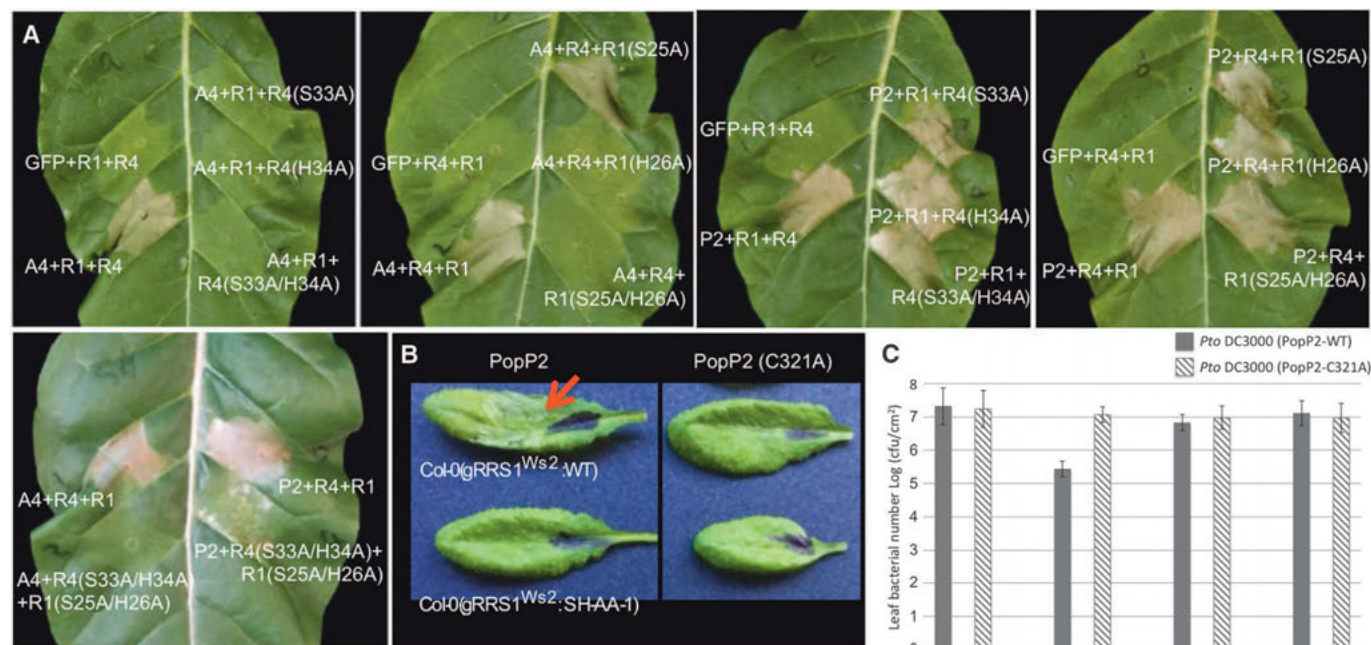 A
A4+R1+R4(S33A)
GFP+R1+R4
A4+R1+R4(H34A)
A4+R1+R4
A4+R1+
R4(S33A/H34A)
A4+R4+R1(S25A)
GFP+R4+R1
A4+R4+R1(H26A)
A4+R4+R1
A4+R4+
R1(S25A/H26A)
P2+R1+R4(S33A)
GFP+R1+R4
P2+R1+R4(H34A)
P2+R1+R4
P2+R1+
R4(S33A/H34A)
P2+R4+R1(S25A)
GFP+R4+R1
P2+R4+R1(H26A)
P2+R4+R1
P2+R4+
R1(S25A/H26A)
A4+R4+R1
P2+R4+R1
P2+R4(S33A/H34A)+
R1(S25A/H26A)
A4+R4(S33A/H34A)
+R1(S25A/H26A)
B
PopP2
PopP2 (C321A)
Col-0(gRRS1Ws2:WT)
Col-0(gRRS1Ws2:SH-AA-1)
C
Pto DC3000 (PopP2-WT)
Pto DC3000 (PopP2-C321A)
Leaf bacterial number Log (cfu/cm²)
8
7
6
5
4
3
2
1